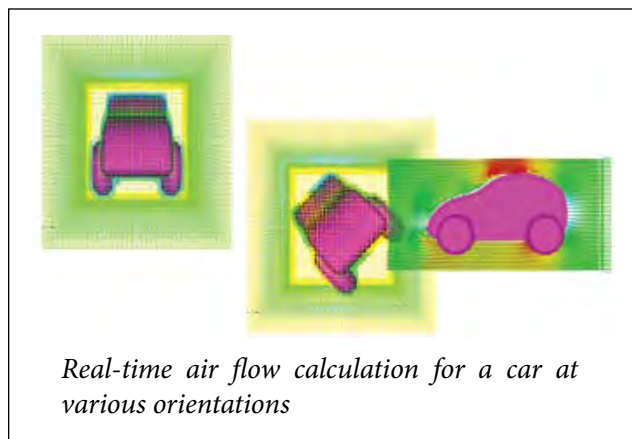 Real-time air flow calculation for a car at
various orientations